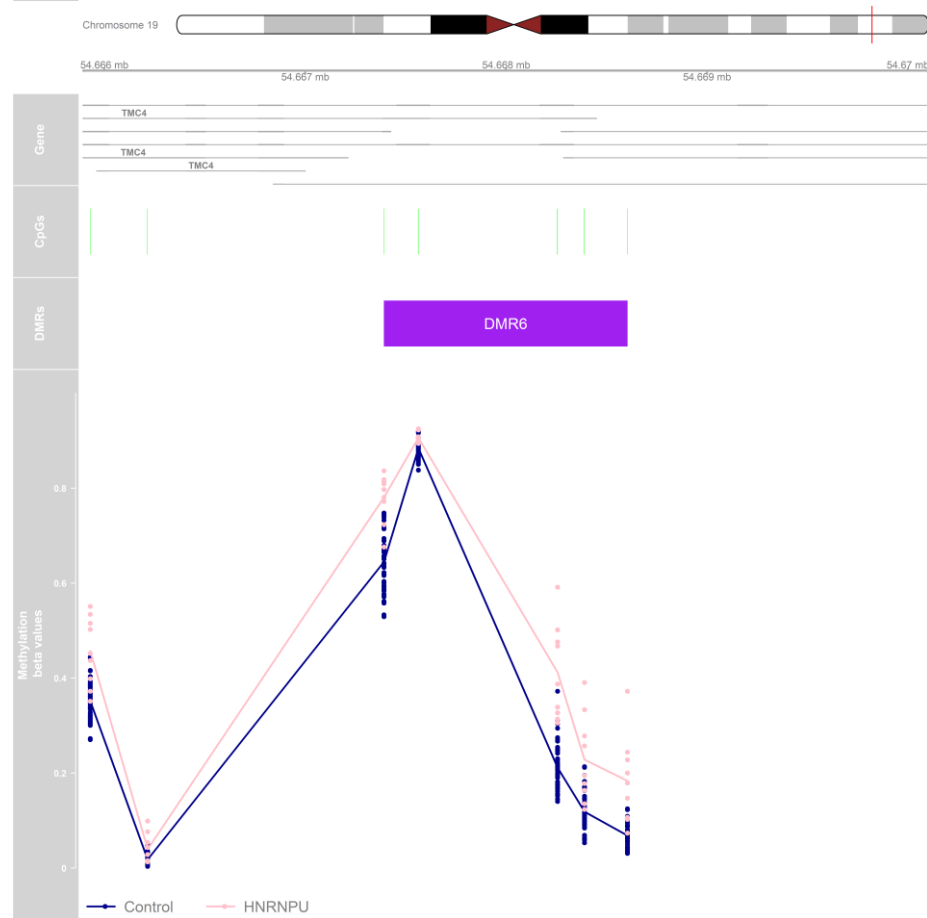 Chromosome 19
54.666 mb
54.667 mb
54.668 mb
54.669 mb
54.67 mb
Gene
TMC4
TMC4
TMC4
CpGs
DMRs
DMR6
Methylation
beta values
0.8
0.6
0.4
0.2
0
Control
HNRNPU